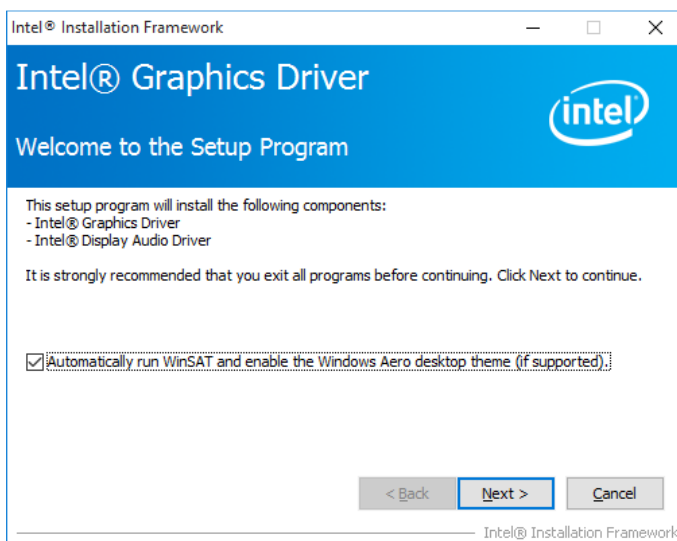 Intel® Installation Framework
Intel® Graphics Driver
intel
Welcome to the Setup Program
This setup program will install the following components:
- Intel® Graphics Driver
- Intel® Display Audio Driver
It is strongly recommended that you exit all programs before continuing. Click Next to continue.
Automatically run WinSAT and enable the Windows Aero desktop theme (if supported).
< Back
Next >
Cancel
Intel® Installation Framework